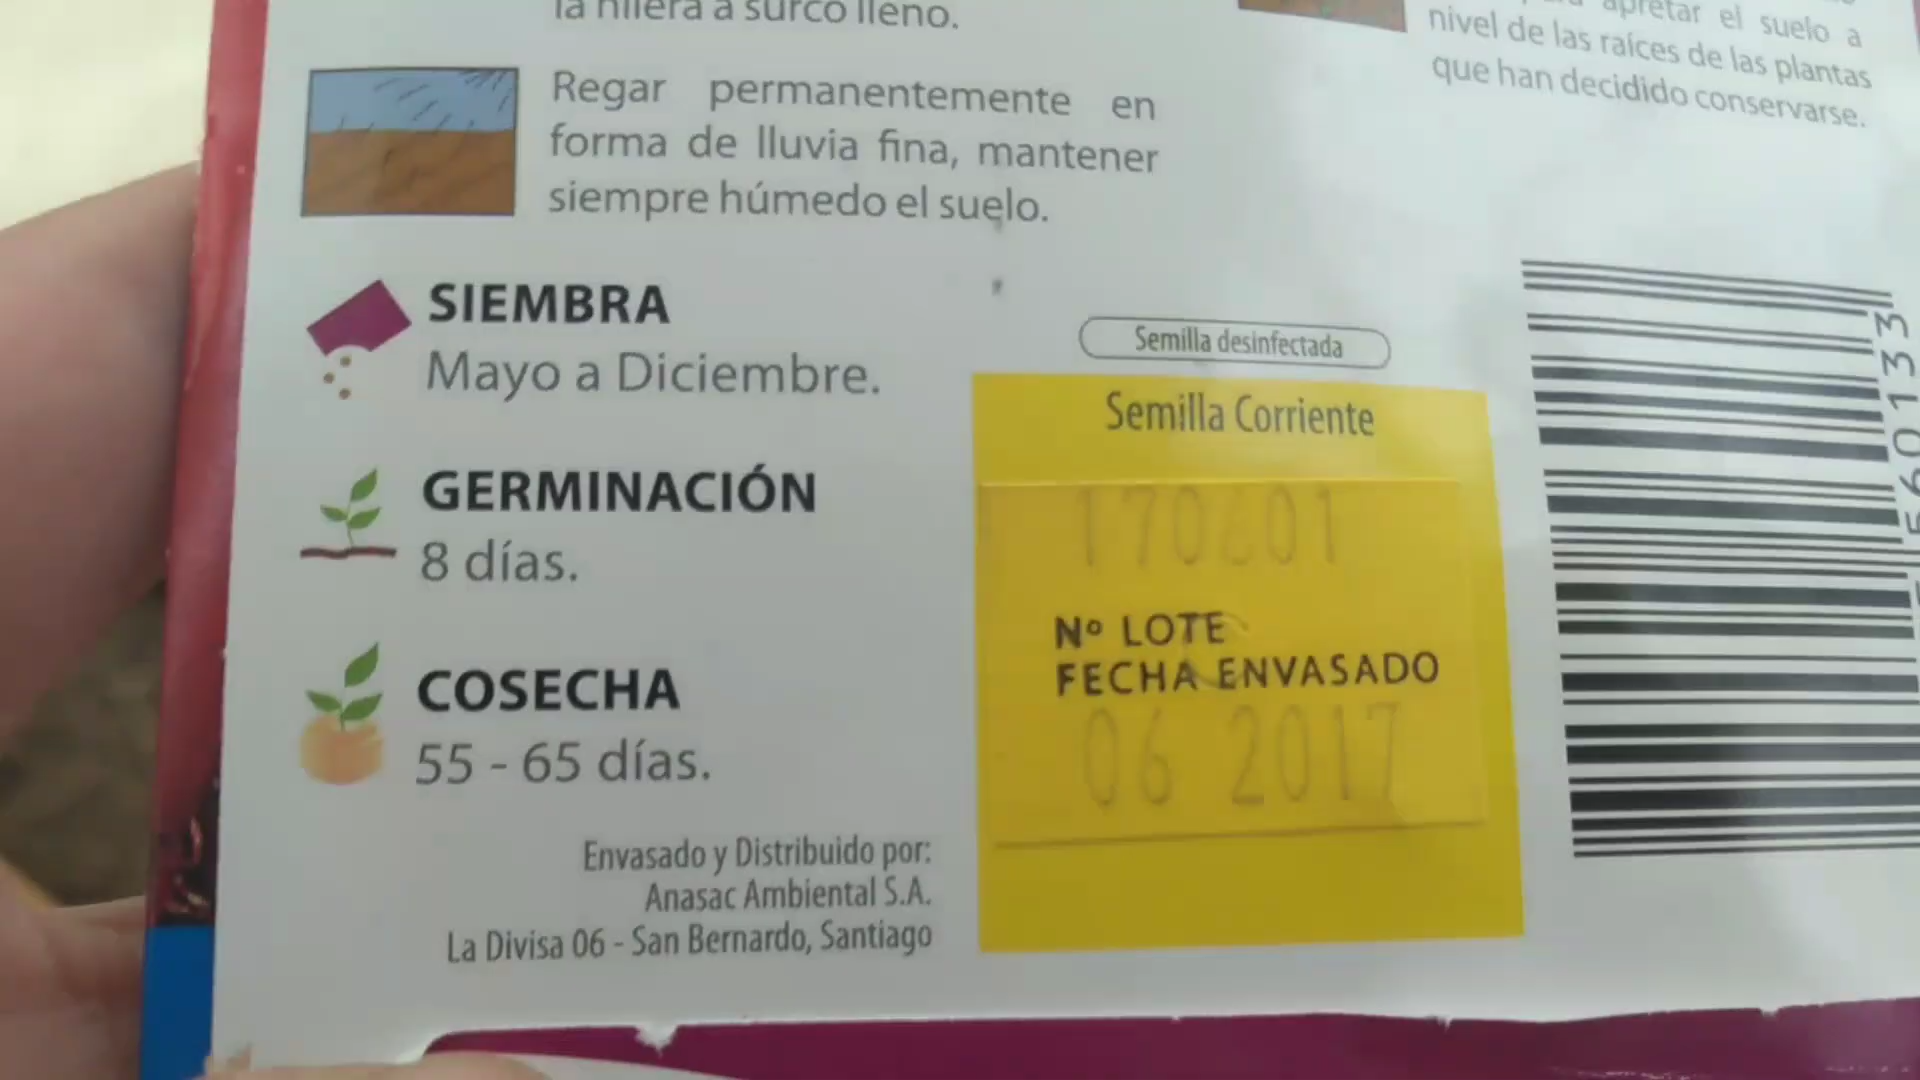 la hilera a surco lleno.
Regar permanentemente en
forma de lluvia fina, mantener
siempre húmedo el suelo.
apretar el suelo a
nivel de las raíces de las plantas
que han decidido conservarse.
SIEMBRA
Mayo a Diciembre.
GERMINACIÓN
8 días.
COSECHA
55 - 65 días.
Envasado y Distribuido por:
Anasac Ambiental S.A.
La Divisa 06 - San Bernardo, Santiago
Semilla desinfectada
Semilla Corriente
Nº LOTE
FECHA ENVASADO
06 2017
560133